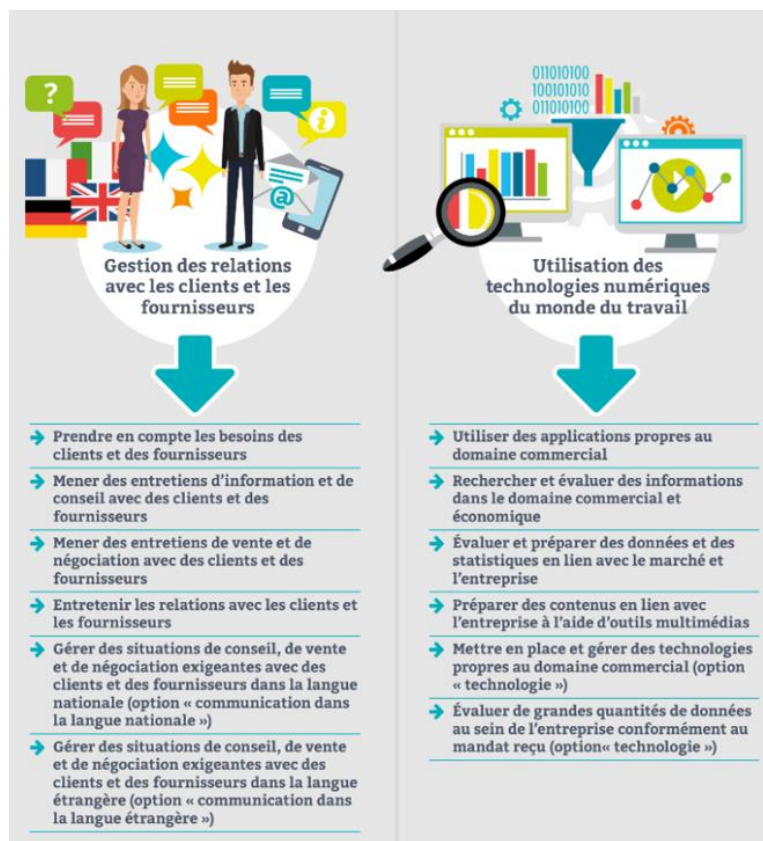 ?
i
@
Gestion des relations
avec les clients et les
fournisseurs
Prendre en compte les besoins des
clients et des fournisseurs
Mener des entretiens d’information et de
conseil avec des clients et des
fournisseurs
Mener des entretiens de vente et de
négociation avec des clients et des
fournisseurs
Entretenir les relations avec les clients et
les fournisseurs
Gérer des situations de conseil, de vente
et de négociation exigeantes avec des
clients et des fournisseurs dans la langue
nationale (option « communication dans
la langue nationale »)
Gérer des situations de conseil, de vente
et de négociation exigeantes avec des
clients et des fournisseurs dans la langue
étrangère (option « communication dans
la langue étrangère »)
011010100
100101010
011010100
Utilisation des
technologies numériques
du monde du travail
Utiliser des applications propres au
domaine commercial
Rechercher et évaluer des informations
dans le domaine commercial et
économique
Évaluer et préparer des données et des
statistiques en lien avec le marché et
l’entreprise
Préparer des contenus en lien avec
l’entreprise à l’aide d’outils multimédias
Mettre en place et gérer des technologies
propres au domaine commercial (option
« technologie »)
Évaluer de grandes quantités de données
au sein de l’entreprise conformément au
mandat reçu (option« technologie »)